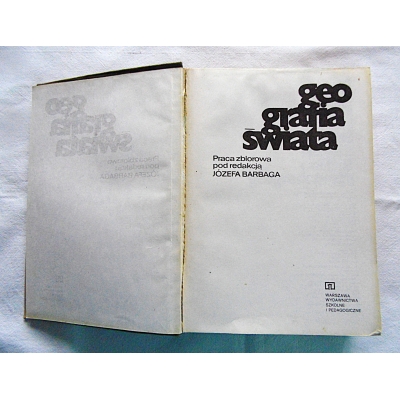 geo
grafia
świata
Praca zbiorowa
pod redakcją
JÓZEFA BARBAGA
WARSZAWA
WYDAWNICTWA
SZKOLNE
I PEDAGOGICZNE